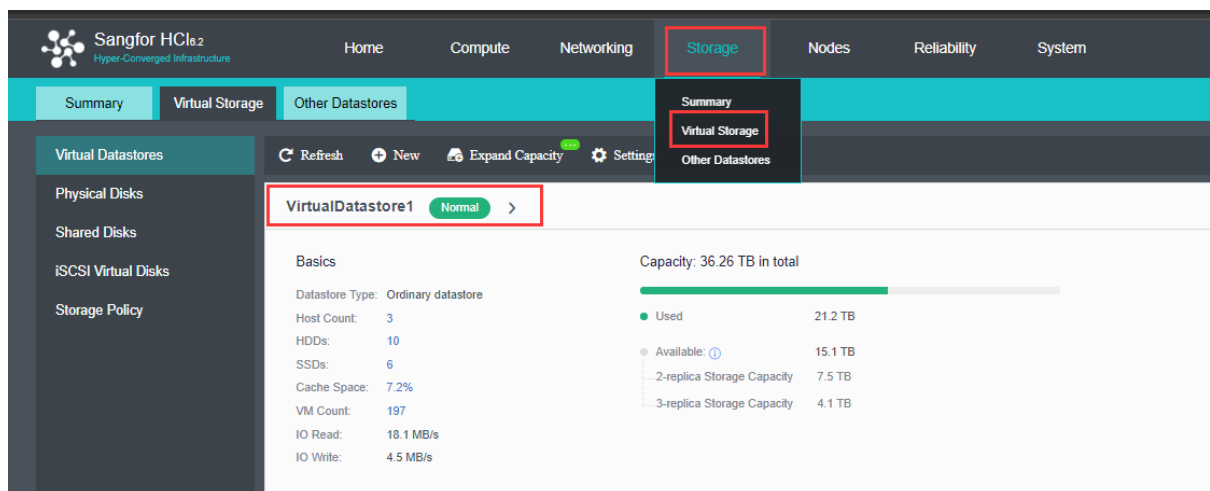 Sangfor HCI6.2
Hyper-Converged Infrastructure
Home Compute Networking Storage Nodes Reliability System
Summary Virtual Storage Other Datastores
Summary
Virtual Storage
Other Datastores
Virtual Datastores
Physical Disks
Shared Disks
iSCSI Virtual Disks
Storage Policy
Refresh New Expand Capacity Settings
VirtualDatastore1 Normal >
Basics
Datastore Type: Ordinary datastore
Host Count: 3
HDDs: 10
SSDs: 6
Cache Space: 7.2%
VM Count: 197
IO Read: 18.1 MB/s
IO Write: 4.5 MB/s
Capacity: 36.26 TB in total
Used 21.2 TB
Available: 15.1 TB
2-replica Storage Capacity 7.5 TB
3-replica Storage Capacity 4.1 TB